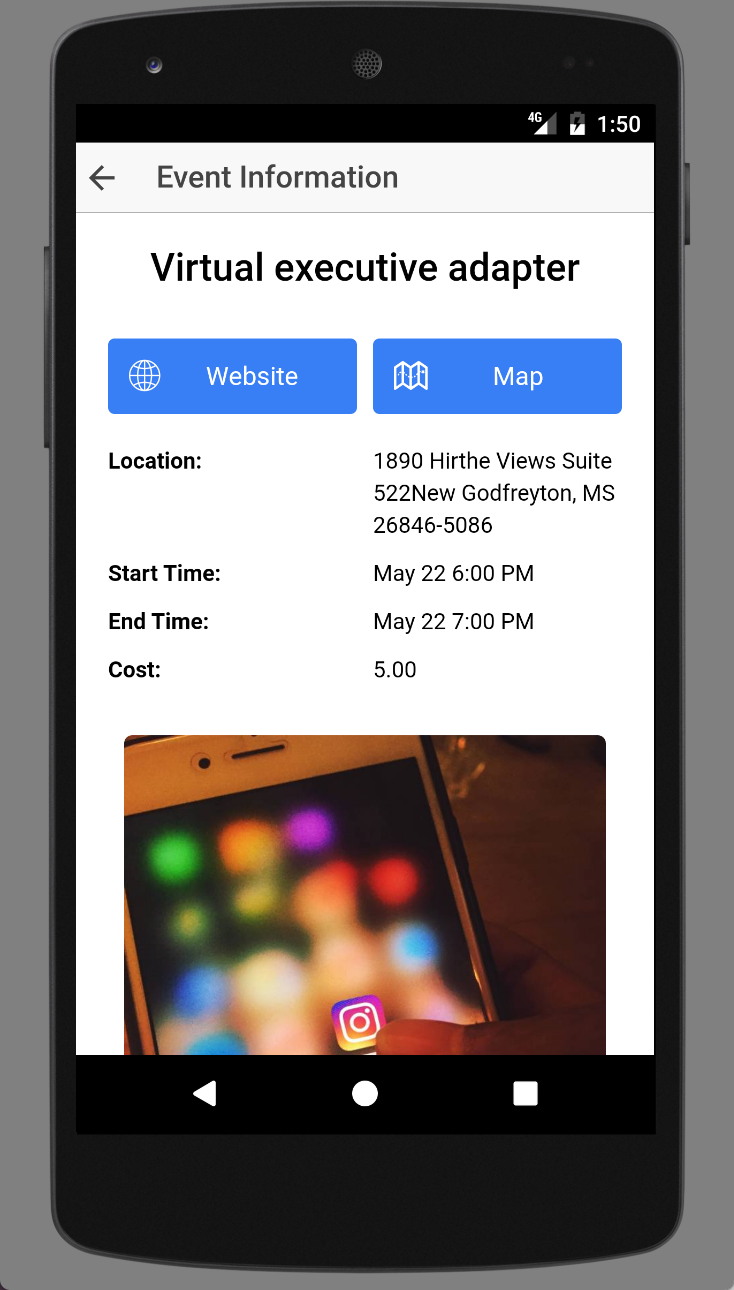 4G 1:50
Event Information
Virtual executive adapter
Website Map
Location: 1890 Hirthe Views Suite
522New Godfreyton, MS
26846-5086
Start Time: May 22 6:00 PM
End Time: May 22 7:00 PM
Cost: 5.00